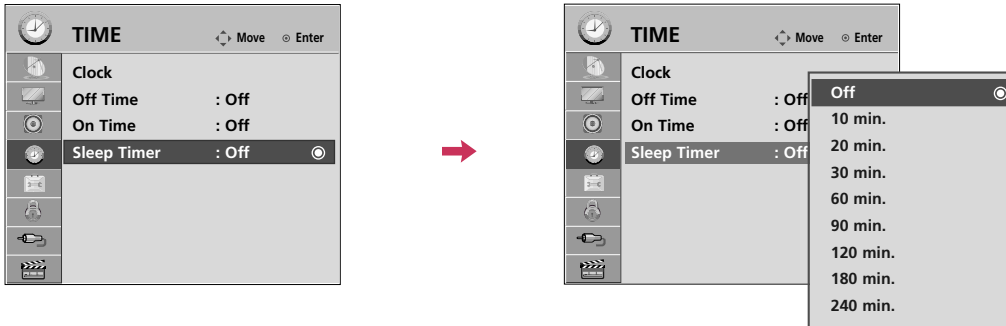 TIME Move Enter
Clock
Off Time : Off
On Time : Off
Sleep Timer : Off
TIME Move Enter
Clock
Off Time : Off
On Time : Off
Sleep Timer : Off
Off
10 min.
20 min.
30 min.
60 min.
90 min.
120 min.
180 min.
240 min.